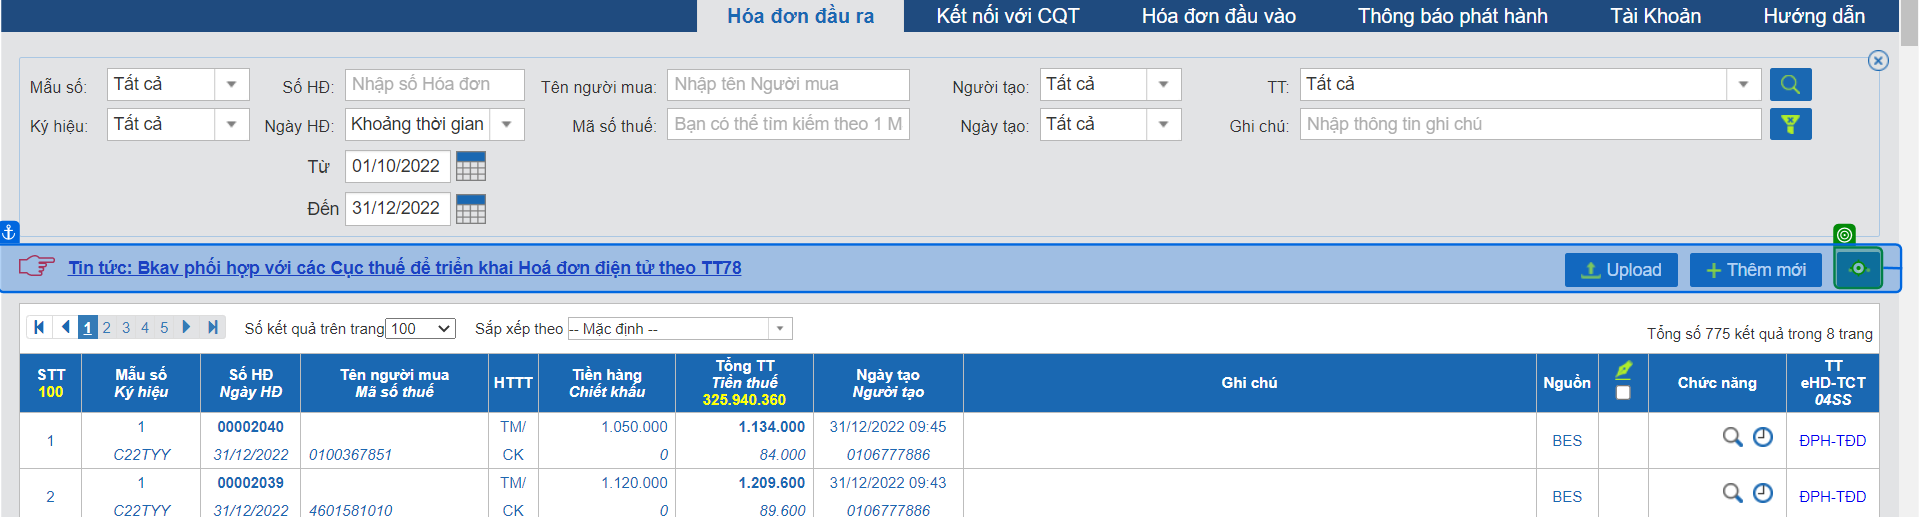 Hóa đơn đầu ra Kết nối với CQT Hóa đơn đầu vào Thông báo phát hành Tài Khoản Hướng dẫn
Mẫu số: Tất cả Số HĐ: Nhập số Hóa đơn Tên người mua: Nhập tên Người mua Người tạo: Tất cả TT: Tất cả
Ký hiệu: Tất cả Ngày HĐ: Khoảng thời gian Mã số thuế: Bạn có thể tìm kiếm theo 1 M Ngày tạo: Tất cả Ghi chú: Nhập thông tin ghi chú
Từ 01/10/2022
Đến 31/12/2022
Tin tức: Bkav phối hợp với các Cục thuế để triển khai Hoá đơn điện tử theo TT78 Upload Thêm mới
1 2 3 4 5 Số kết quả trên trang 100 Sắp xếp theo -- Mặc định -- Tổng số 775 kết quả trong 8 trang
STT Mẫu số Số HĐ Tên người mua HTTT Tiền hàng Tổng TT Ngày tạo Ghi chú Nguồn Chức năng TT
100 Ký hiệu Ngày HĐ Mã số thuế Chiết khấu Tiền thuế Người tạo eHD-TCT
325.940.360 04SS
1 1 00002040 TM/ 1.050.000 1.134.000 31/12/2022 09:45 BES ĐPH-TĐD
C22TYY 31/12/2022 0100367851 CK 0 84.000 0106777886
2 1 00002039 TM/ 1.120.000 1.209.600 31/12/2022 09:43 BES ĐPH-TĐD
C22TYY 31/12/2022 4601581010 CK 0 89.600 0106777886